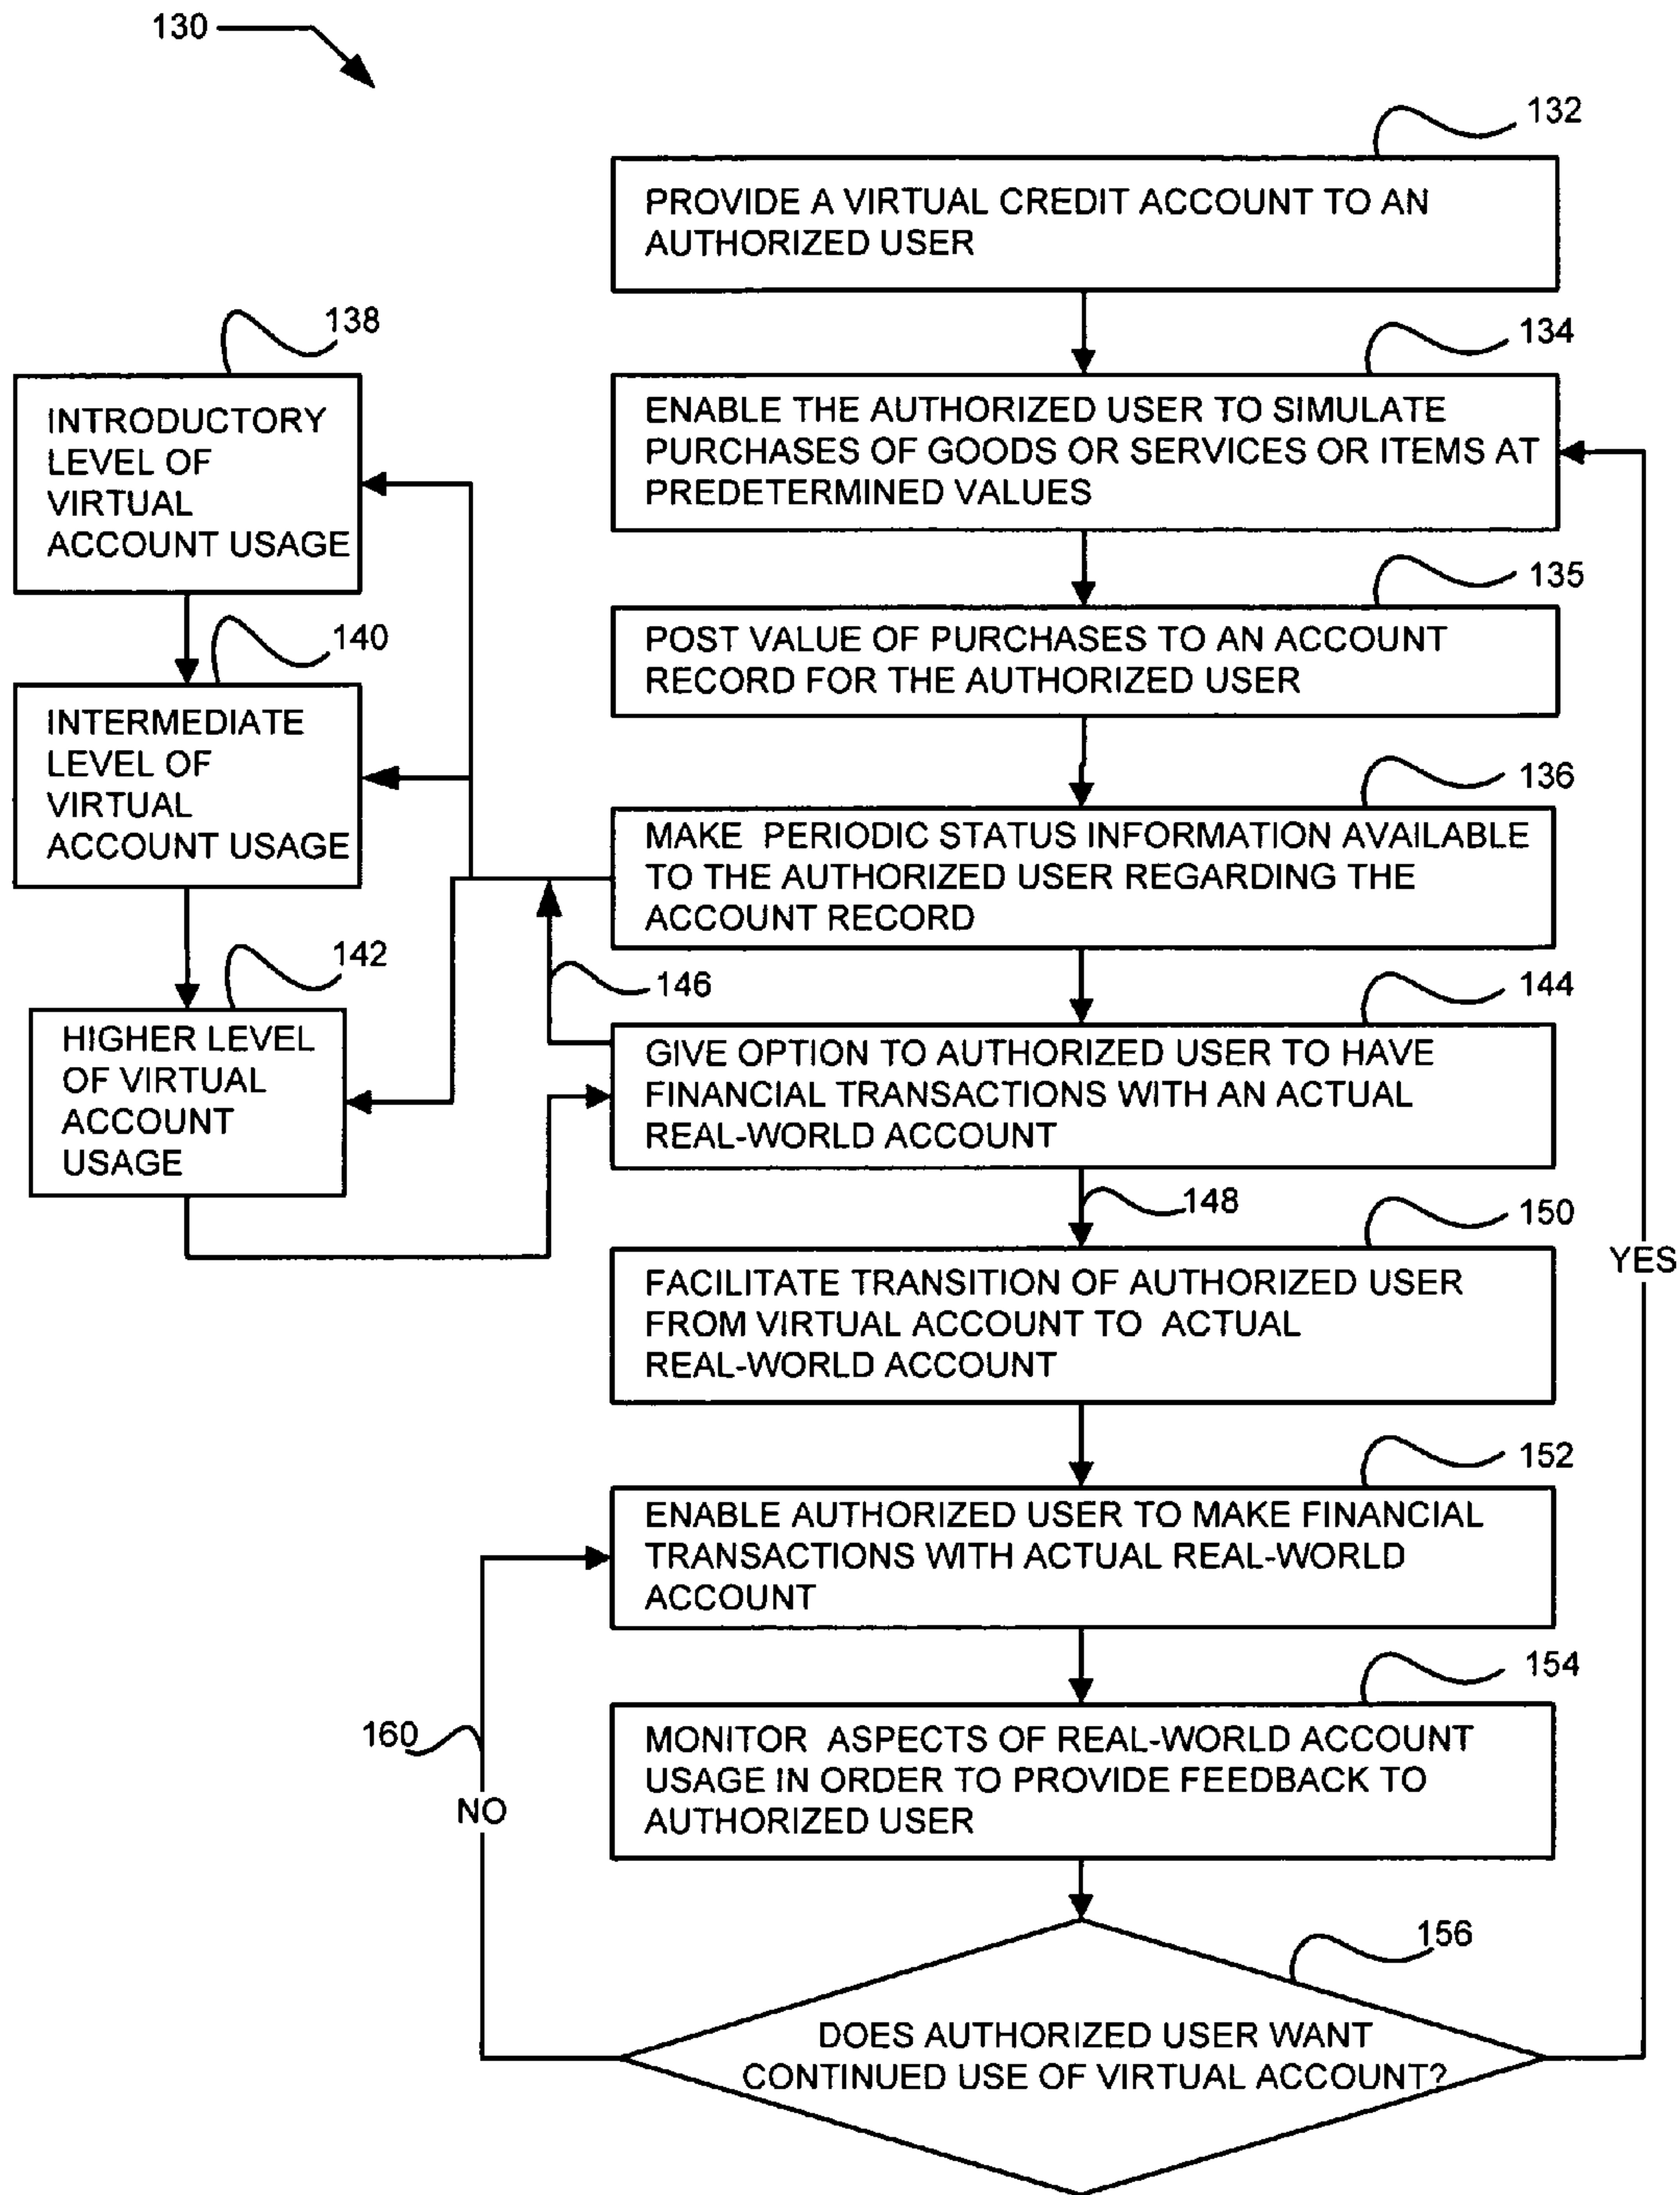 130
132
PROVIDE A VIRTUAL CREDIT ACCOUNT TO AN
AUTHORIZED USER
134
ENABLE THE AUTHORIZED USER TO SIMULATE
PURCHASES OF GOODS OR SERVICES OR ITEMS AT
PREDETERMINED VALUES
135
POST VALUE OF PURCHASES TO AN ACCOUNT
RECORD FOR THE AUTHORIZED USER
136
MAKE PERIODIC STATUS INFORMATION AVAILABLE
TO THE AUTHORIZED USER REGARDING THE
ACCOUNT RECORD
138
INTRODUCTORY
LEVEL OF
VIRTUAL
ACCOUNT USAGE
140
INTERMEDIATE
LEVEL OF
VIRTUAL
ACCOUNT USAGE
142
HIGHER LEVEL
OF VIRTUAL
ACCOUNT
USAGE
146
144
GIVE OPTION TO AUTHORIZED USER TO HAVE
FINANCIAL TRANSACTIONS WITH AN ACTUAL
REAL-WORLD ACCOUNT
148
150
FACILITATE TRANSITION OF AUTHORIZED USER
FROM VIRTUAL ACCOUNT TO ACTUAL
REAL-WORLD ACCOUNT
YES
152
ENABLE AUTHORIZED USER TO MAKE FINANCIAL
TRANSACTIONS WITH ACTUAL REAL-WORLD
ACCOUNT
154
MONITOR ASPECTS OF REAL-WORLD ACCOUNT
USAGE IN ORDER TO PROVIDE FEEDBACK TO
AUTHORIZED USER
160
NO
156
DOES AUTHORIZED USER WANT
CONTINUED USE OF VIRTUAL ACCOUNT?